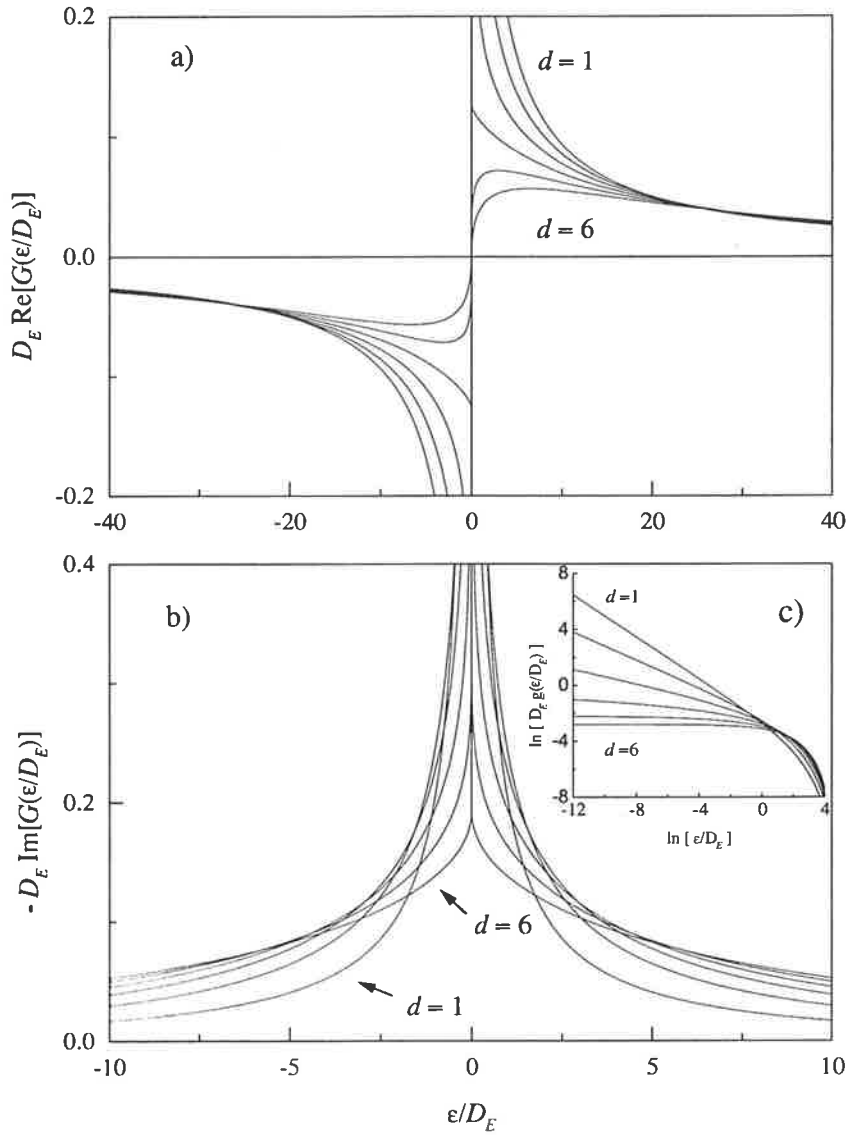 a)
0.2
0.0
-0.2
D_E Re[G(ε/D_E)]
d = 1
d = 6
-40
-20
0
20
40
b)
0.4
0.2
0.0
- D_E Im[G(ε/D_E)]
d = 6
d = 1
-10
-5
0
5
10
ε/D_E
c)
8
4
0
-4
-8
ln [ D_E g(ε/D_E) ]
d =1
d =6
-12
-8
-4
0
4
ln [ ε/D_E ]